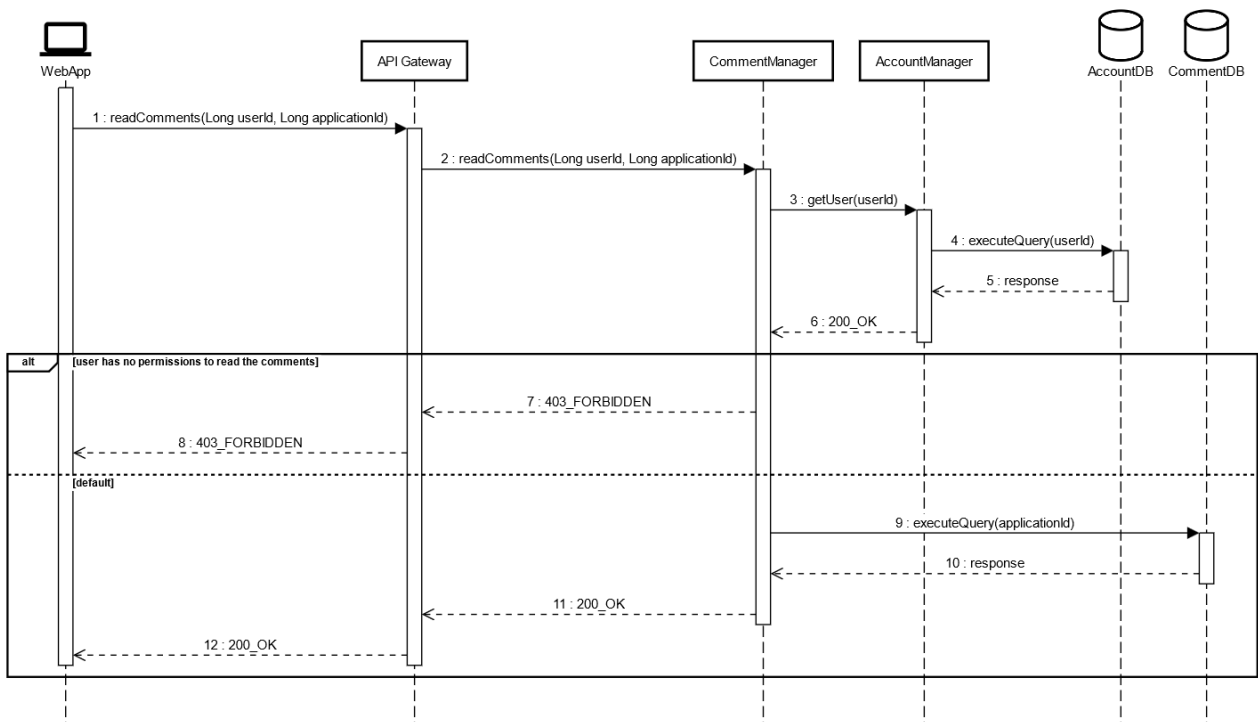 WebApp
API Gateway
CommentManager
AccountManager
AccountDB
CommentDB
1 : readComments(Long userId, Long applicationId)
2 : readComments(Long userId, Long applicationId)
3 : getUser(userId)
4 : executeQuery(userId)
5 : response
6 : 200_OK
alt
[user has no permissions to read the comments]
7 : 403_FORBIDDEN
8 : 403_FORBIDDEN
[default]
9 : executeQuery(applicationId)
10 : response
11 : 200_OK
12 : 200_OK